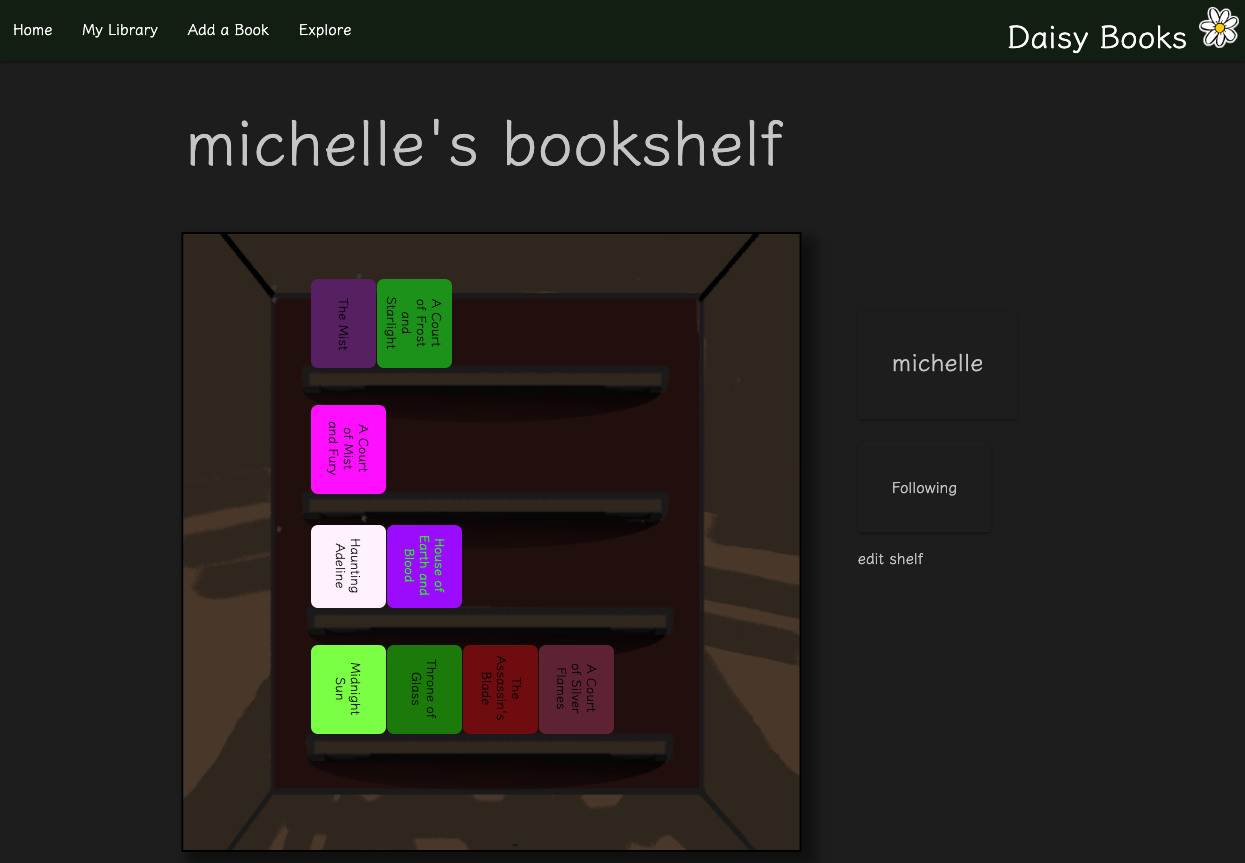 Home My Library Add a Book Explore
Daisy Books
michelle's bookshelf
The Mist
A Court
of Frost
and
Starlight
A Court
of Mist
and Fury
Haunting
Adeline
House of
Earth and
Blood
Midnight
Sun
Throne of
Glass
The
Assassin's
Blade
A Court
of Silver
Flames
michelle
Following
edit shelf